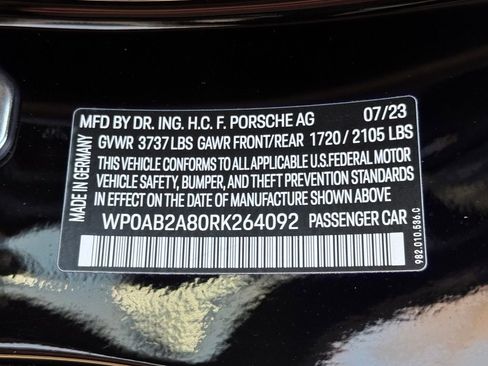 MFD BY DR. ING. H.C. F. PORSCHE AG 07/23
GVWR 3737 LBS GAWR FRONT/REAR 1720 / 2105 LBS
THIS VEHICLE CONFORMS TO ALL APPLICABLE U.S.FEDERAL MOTOR
VEHICLE SAFETY, BUMPER, AND THEFT PREVENTION STANDARDS
IN EFFECT ON THE DATE OF MANUFACTURE SHOWN ABOVE
WP0AB2A80RK264092 PASSENGER CAR
MADE IN GERMANY
982.010.536.C